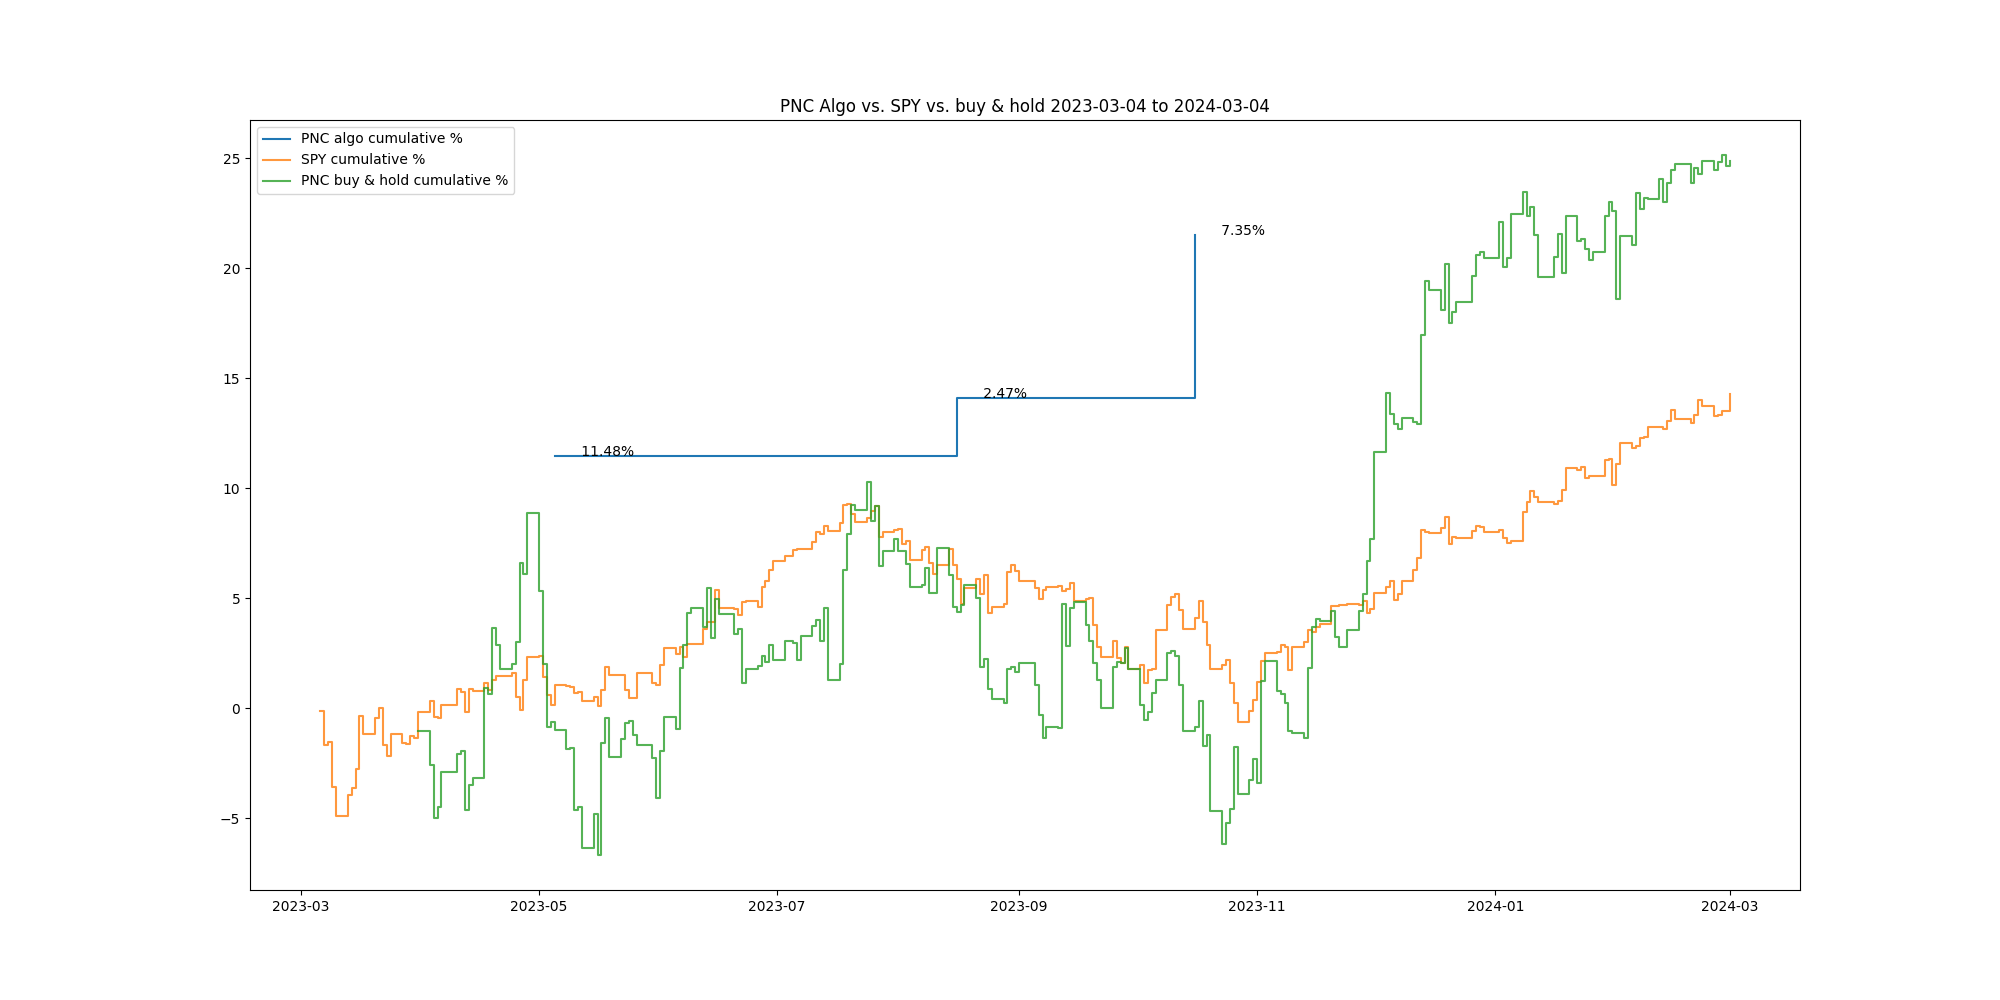 PNC Algo vs. SPY vs. buy & hold 2023-03-04 to 2024-03-04
PNC algo cumulative %
SPY cumulative %
PNC buy & hold cumulative %
25
20
15
10
5
0
−5
7.35%
2.47%
11.48%
2023-03 2023-05 2023-07 2023-09 2023-11 2024-01 2024-03